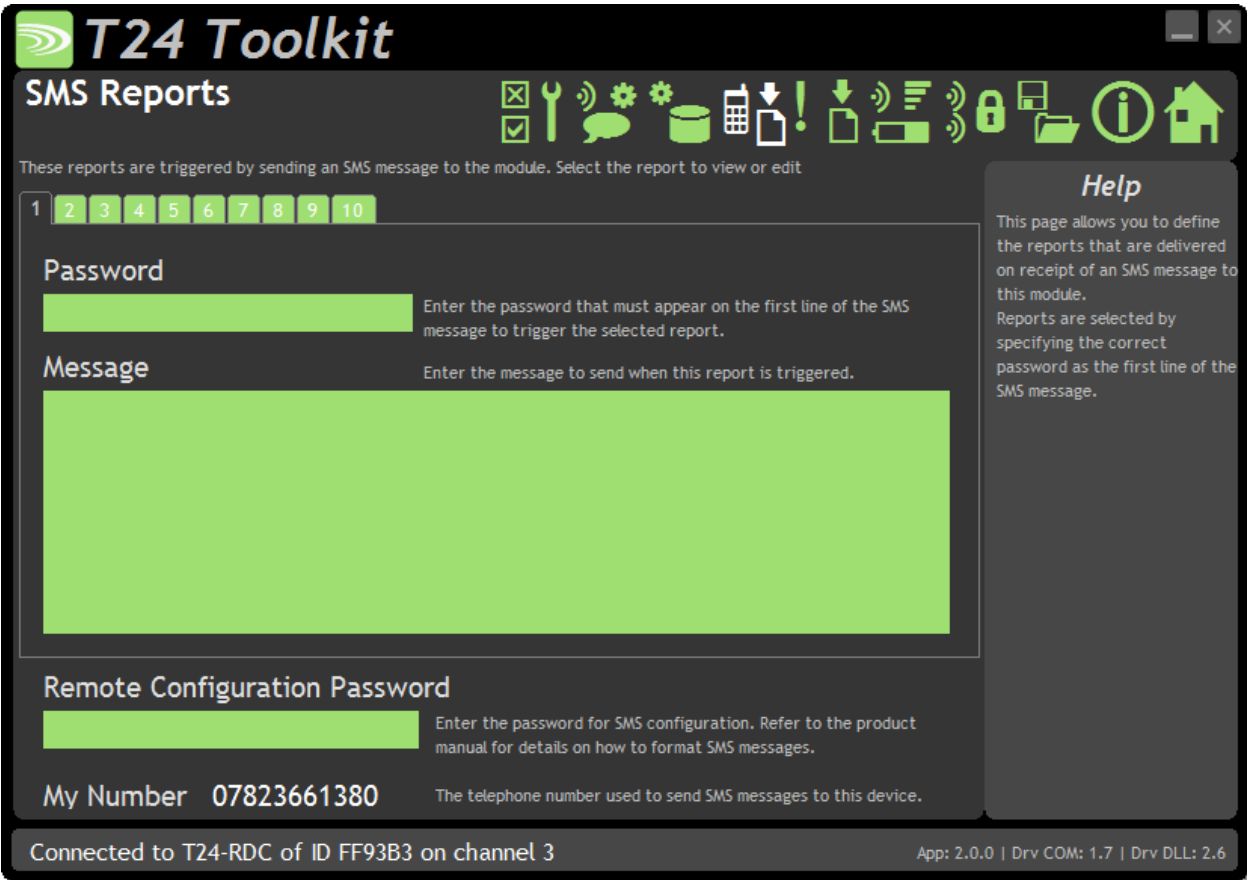 T24 Toolkit
SMS Reports
These reports are triggered by sending an SMS message to the module. Select the report to view or edit
1 2 3 4 5 6 7 8 9 10
Password
Enter the password that must appear on the first line of the SMS
message to trigger the selected report.
Message
Enter the message to send when this report is triggered.
Remote Configuration Password
Enter the password for SMS configuration. Refer to the product
manual for details on how to format SMS messages.
My Number 07823661380
The telephone number used to send SMS messages to this device.
Help
This page allows you to define
the reports that are delivered
on receipt of an SMS message to
this module.
Reports are selected by
specifying the correct
password as the first line of the
SMS message.
Connected to T24-RDC of ID FF93B3 on channel 3
App: 2.0.0 | Drv COM: 1.7 | Drv DLL: 2.6